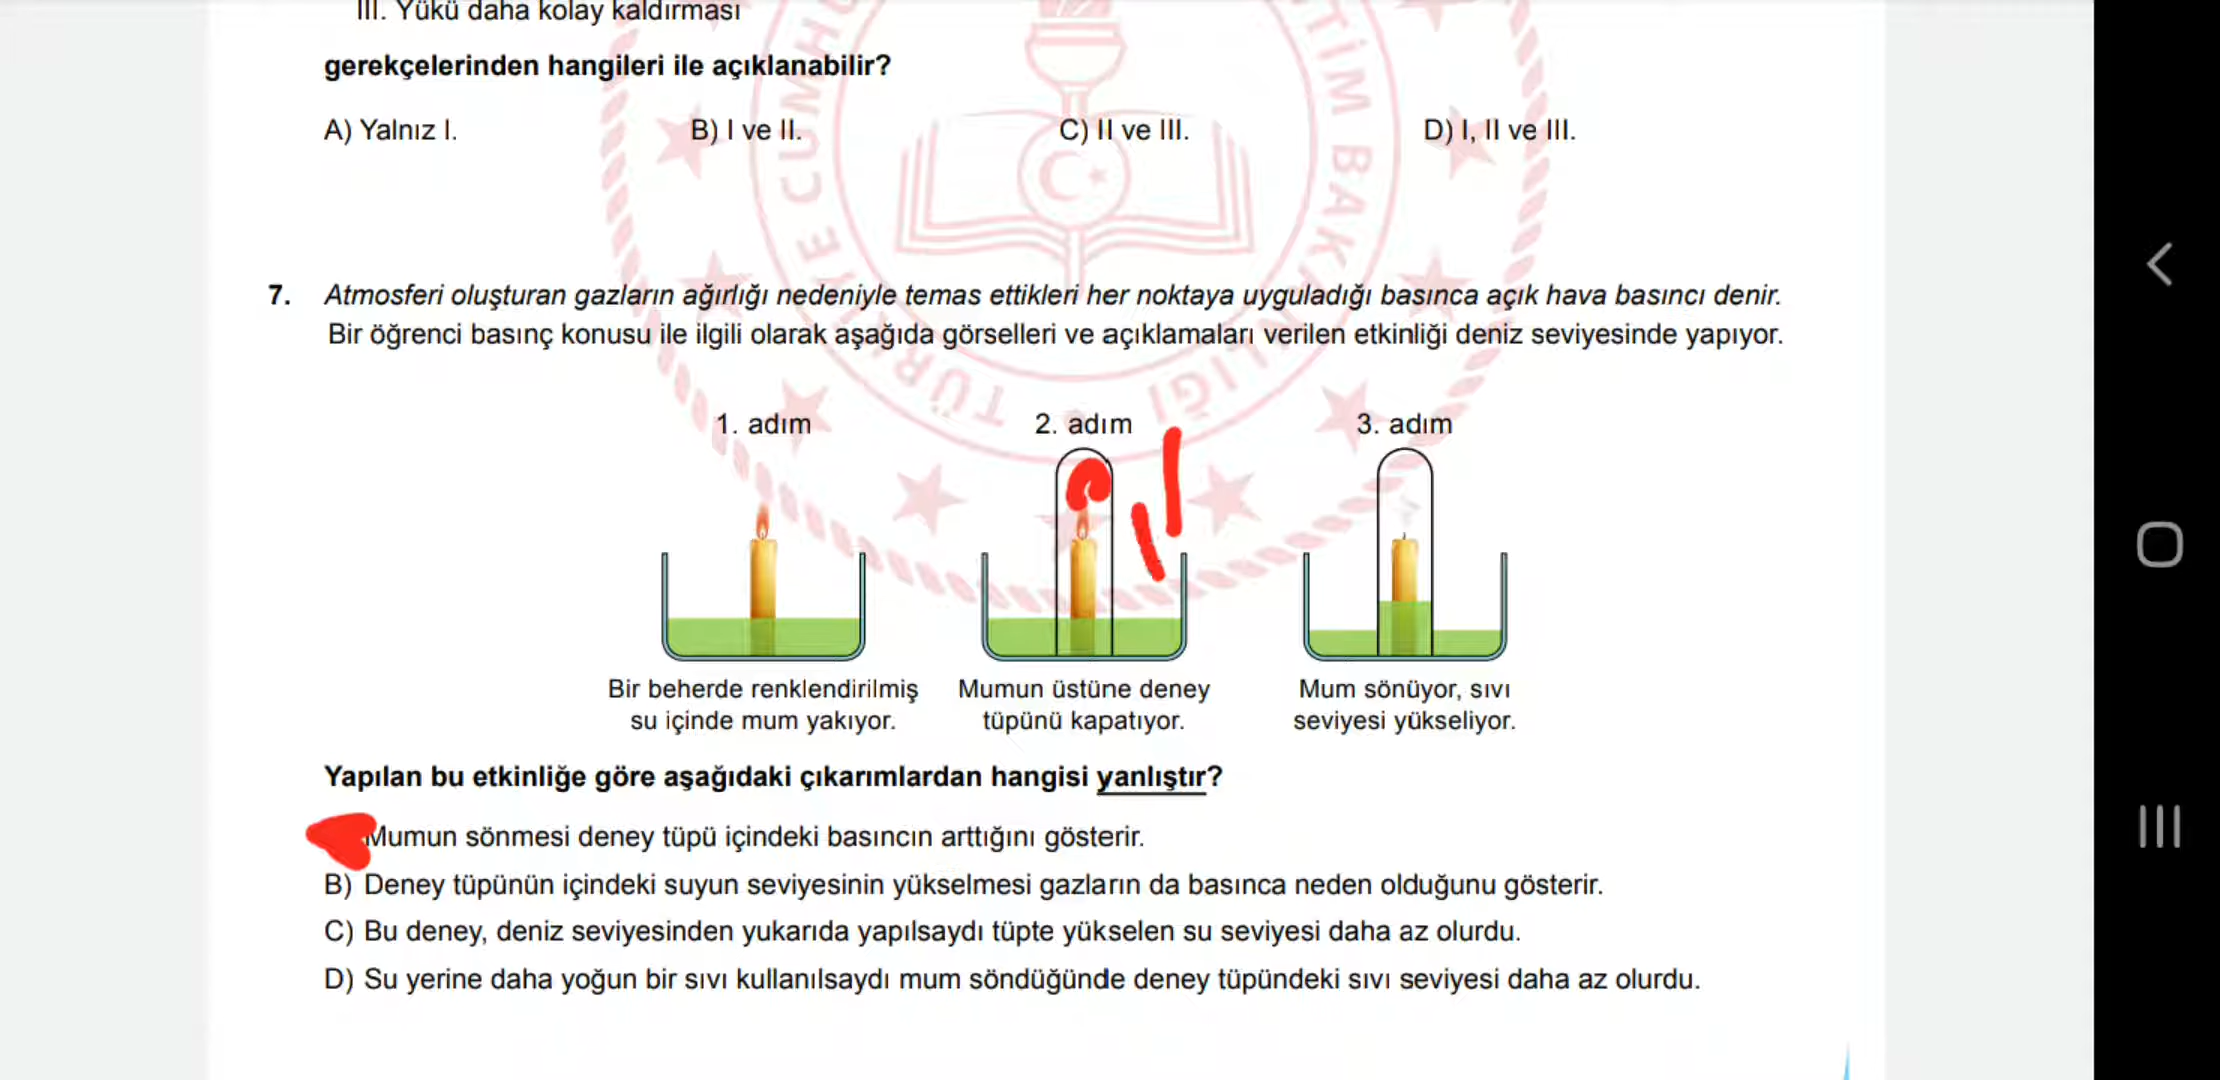 III. Yükü daha kolay kaldırması
gerekçelerinden hangileri ile açıklanabilir?
A) Yalnız I. B) I ve II. C) II ve III. D) I, II ve III.
7. Atmosferi oluşturan gazların ağırlığı nedeniyle temas ettikleri her noktaya uyguladığı basınca açık hava basıncı denir.
Bir öğrenci basınç konusu ile ilgili olarak aşağıda görselleri ve açıklamaları verilen etkinliği deniz seviyesinde yapıyor.
1. adım 2. adım 3. adım
Bir beherde renklendirilmiş
su içinde mum yakıyor.
Mumun üstüne deney
tüpünü kapatıyor.
Mum sönüyor, sıvı
seviyesi yükseliyor.
Yapılan bu etkinliğe göre aşağıdaki çıkarımlardan hangisi yanlıştır?
Mumun sönmesi deney tüpü içindeki basıncın arttığını gösterir.
B) Deney tüpünün içindeki suyun seviyesinin yükselmesi gazların da basınca neden olduğunu gösterir.
C) Bu deney, deniz seviyesinden yukarıda yapılsaydı tüpte yükselen su seviyesi daha az olurdu.
D) Su yerine daha yoğun bir sıvı kullanılsaydı mum söndüğünde deney tüpündeki sıvı seviyesi daha az olurdu.